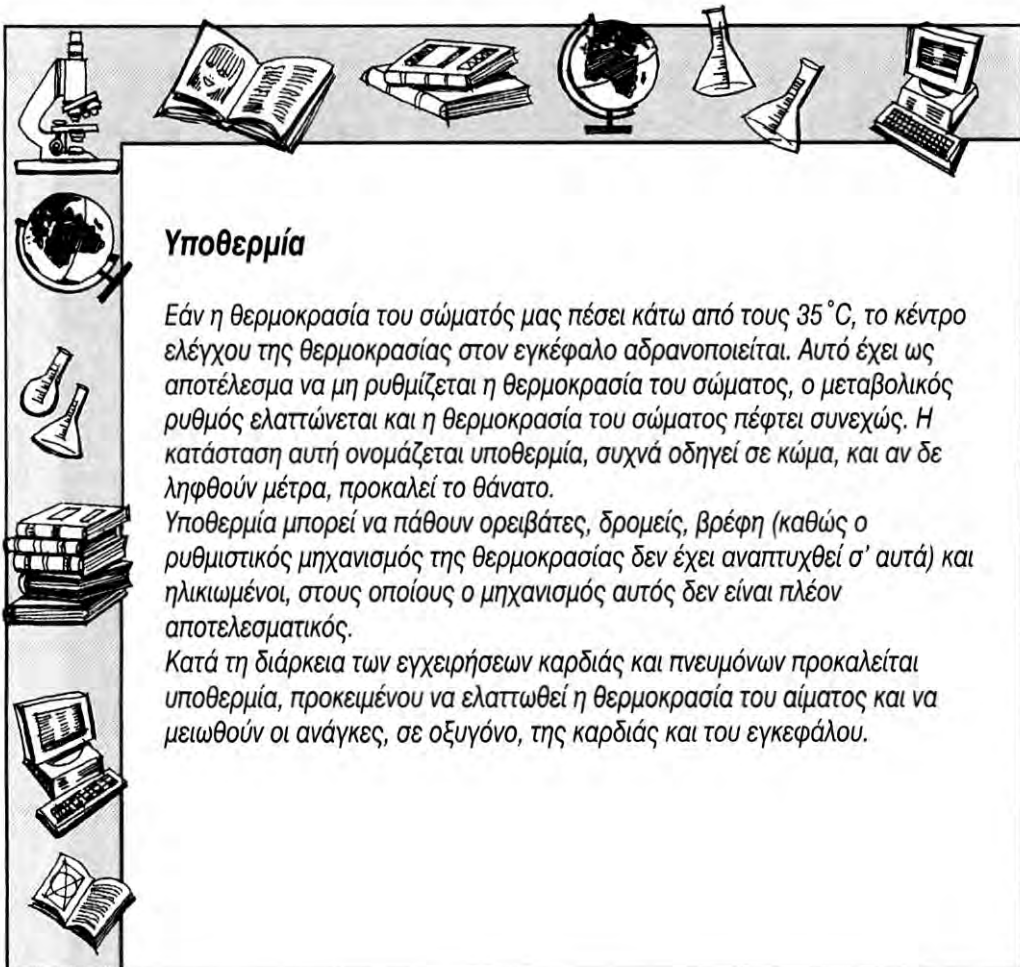 Υποθερμία
Εάν η θερμοκρασία του σώματός μας πέσει κάτω από τους 35 °C, το κέντρο
ελέγχου της θερμοκρασίας στον εγκέφαλο αδρανοποιείται. Αυτό έχει ως
αποτέλεσμα να μη ρυθμίζεται η θερμοκρασία του σώματος, ο μεταβολικός
ρυθμός ελαττώνεται και η θερμοκρασία του σώματος πέφτει συνεχώς. Η
κατάσταση αυτή ονομάζεται υποθερμία, συχνά οδηγεί σε κώμα, και αν δε
ληφθούν μέτρα, προκαλεί το θάνατο.
Υποθερμία μπορεί να πάθουν ορειβάτες, δρομείς, βρέφη (καθώς ο
ρυθμιστικός μηχανισμός της θερμοκρασίας δεν έχει αναπτυχθεί σ' αυτά) και
ηλικιωμένοι, στους οποίους ο μηχανισμός αυτός δεν είναι πλέον
αποτελεσματικός.
Κατά τη διάρκεια των εγχειρήσεων καρδιάς και πνευμόνων προκαλείται
υποθερμία, προκειμένου να ελαττωθεί η θερμοκρασία του αίματος και να
μειωθούν οι ανάγκες, σε οξυγόνο, της καρδιάς και του εγκεφάλου.